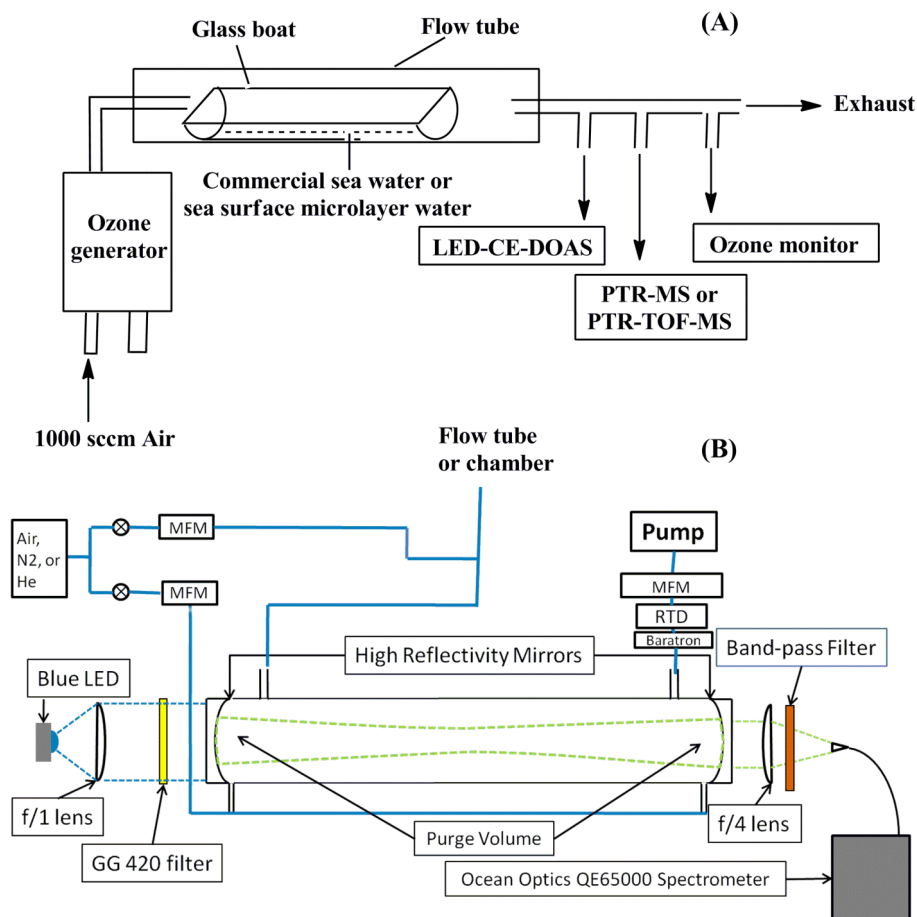 (A)
Glass boat
Flow tube
Exhaust
Commercial sea water or
sea surface microlayer water
Ozone
generator
LED-CE-DOAS
Ozone monitor
PTR-MS or
PTR-TOF-MS
1000 sccm Air
(B)
Flow tube
or chamber
Air,
N2, or
He
MFM
MFM
Pump
MFM
RTD
Baratron
High Reflectivity Mirrors
Band-pass Filter
Blue LED
f/1 lens
GG 420 filter
Purge Volume
f/4 lens
Ocean Optics QE65000 Spectrometer